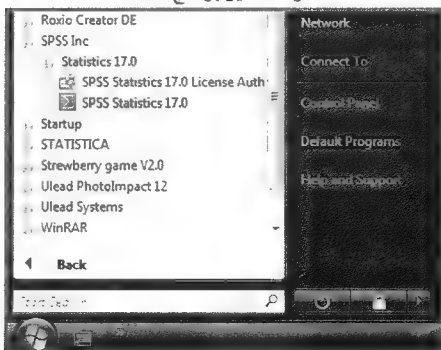 Roxio Creator DE
SPSS Inc
Statistics 17.0
SPSS Statistics 17.0 License Auth
SPSS Statistics 17.0
Startup
STATISTICA
Strewberry game V2.0
Ulead PhotoImpact 12
Ulead Systems
WinRAR
Back
Network
Connect To
Control Panel
Default Programs
Help and Support